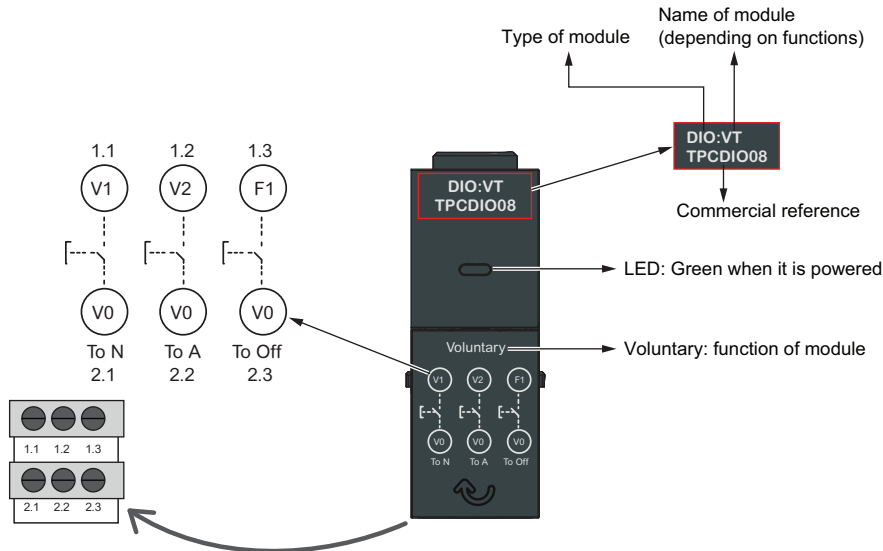 Type of module
Name of module
(depending on functions)
DIO:VT
TPCDIO08
Commercial reference
1.1 1.2 1.3
V1 V2 F1
V0 V0 V0
To N To A To Off
2.1 2.2 2.3
DIO:VT
TPCDIO08
LED: Green when it is powered
Voluntary
Voluntary: function of module
V1 V2 F1
V0 V0 V0
To N To A To Off
1.1 1.2 1.3
2.1 2.2 2.3